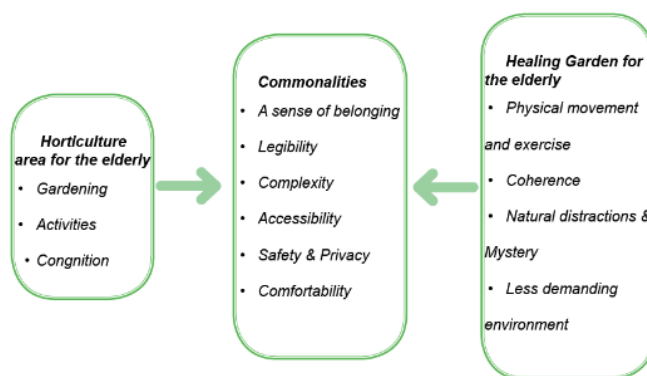 Horticulture
area for the elderly
• Gardening
• Activities
• Congnition
Commonalities
• A sense of belonging
• Legibility
• Complexity
• Accessibility
• Safety & Privacy
• Comfortability
Healing Garden for
the elderly
• Physical movement
and exercise
• Coherence
• Natural distractions &
Mystery
• Less demanding
environment